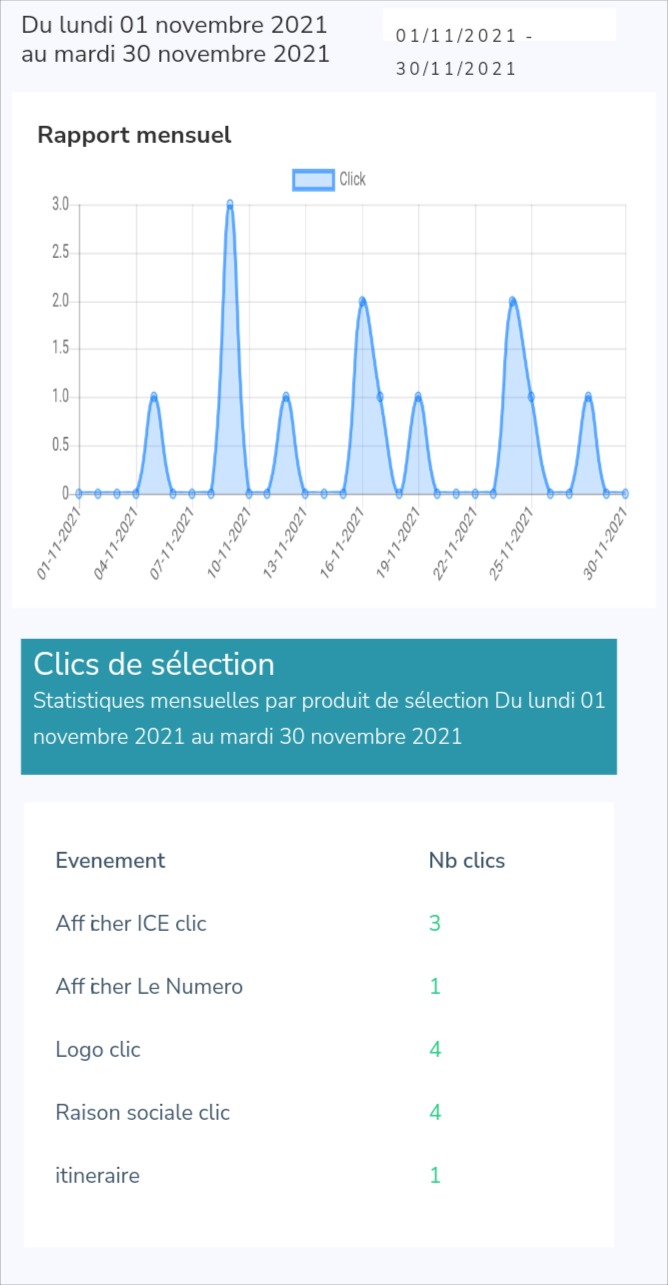 Du lundi 01 novembre 2021
au mardi 30 novembre 2021
01/11/2021 -
30/11/2021
Rapport mensuel
Click
3.0
2.5
2.0
1.5
1.0
0.5
0
01-11-2021
04-11-2021
07-11-2021
10-11-2021
13-11-2021
16-11-2021
19-11-2021
22-11-2021
25-11-2021
30-11-2021
Clics de sélection
Statistiques mensuelles par produit de sélection Du lundi 01
novembre 2021 au mardi 30 novembre 2021
Evenement Nb clics
Afficher ICE clic 3
Afficher Le Numero 1
Logo clic 4
Raison sociale clic 4
itineraire 1